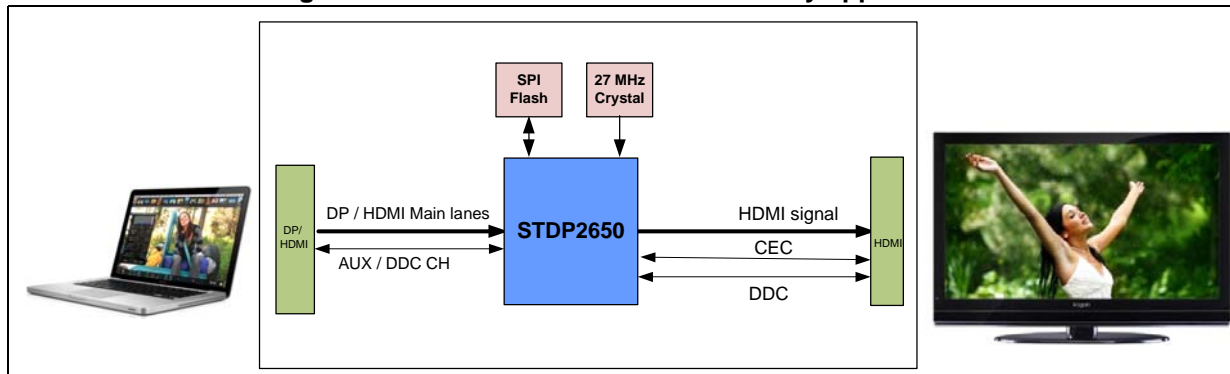 SPI
Flash
27 MHz
Crystal
DP /
HDMI
DP / HDMI Main lanes
AUX / DDC CH
STDP2650
HDMI signal
CEC
DDC
HDMI